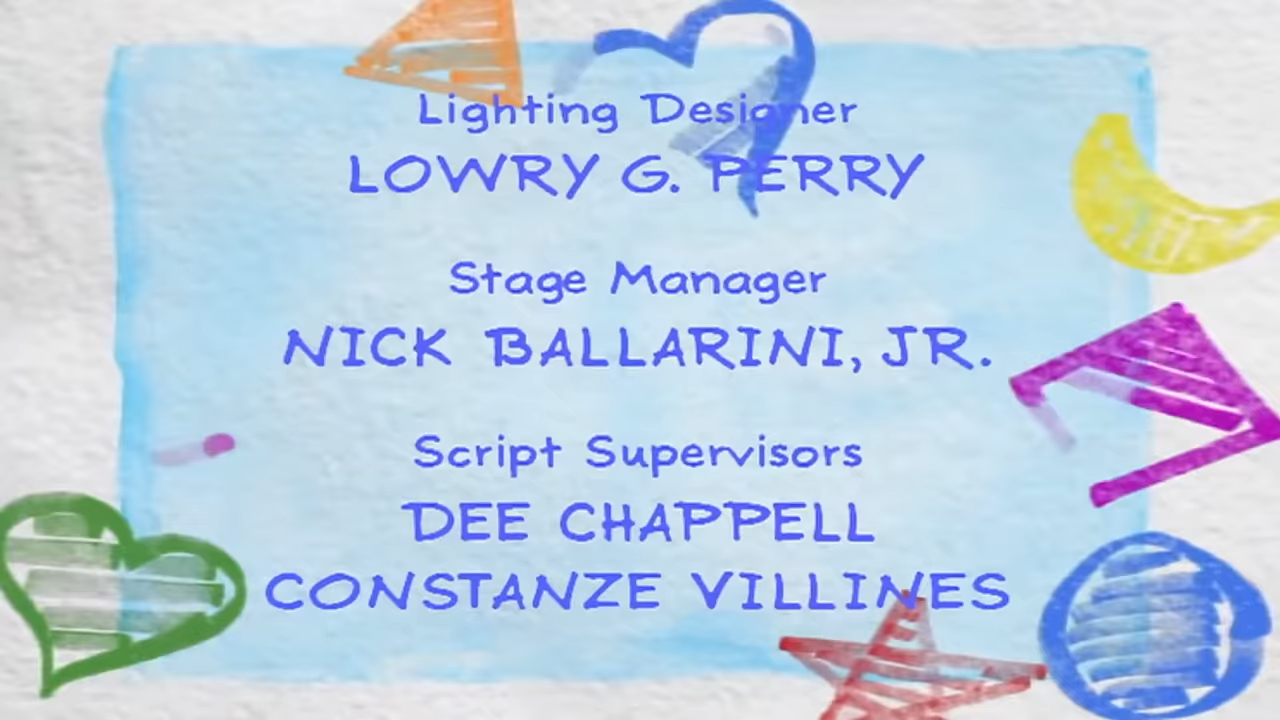 Lighting Designer
LOWRY G. PERRY
Stage Manager
NICK BALLARINI, JR.
Script Supervisors
DEE CHAPPELL
CONSTANZE VILLINES